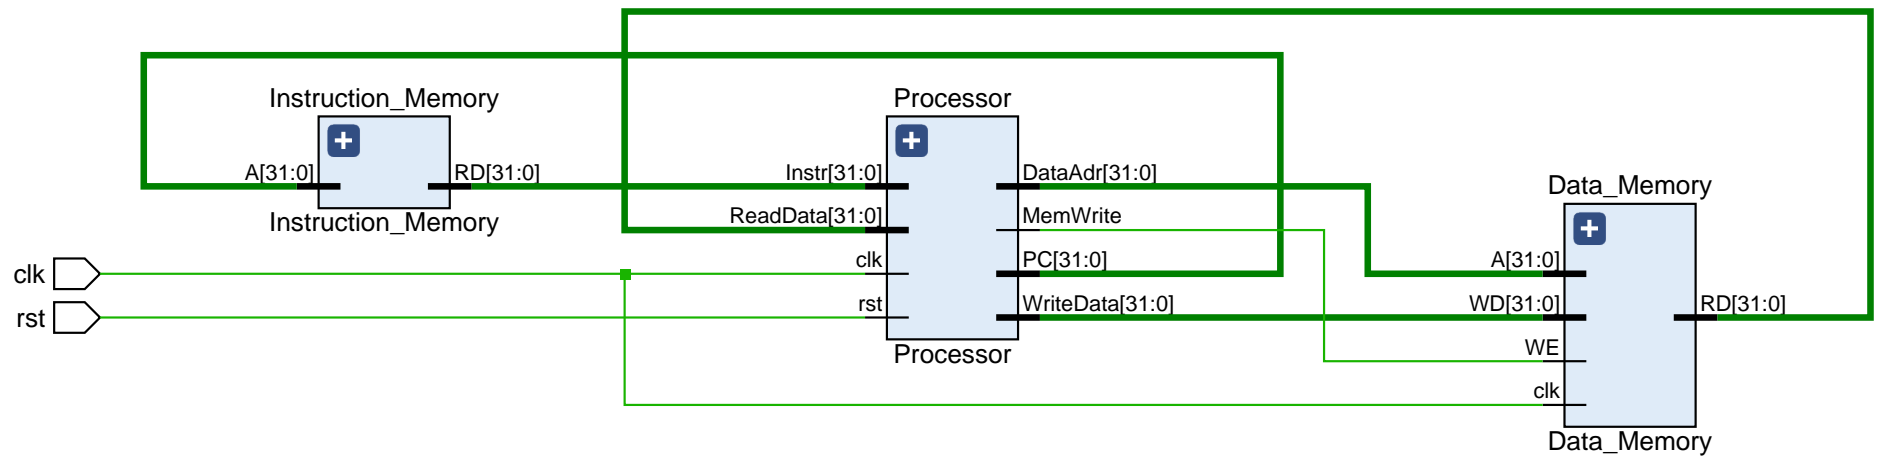 Instruction_Memory
A[31:0]
RD[31:0]
Instruction_Memory
Processor
Instr[31:0]
ReadData[31:0]
clk
rst
DataAdr[31:0]
MemWrite
PC[31:0]
WriteData[31:0]
Processor
Data_Memory
A[31:0]
WD[31:0]
WE
clk
RD[31:0]
Data_Memory
clk
rst